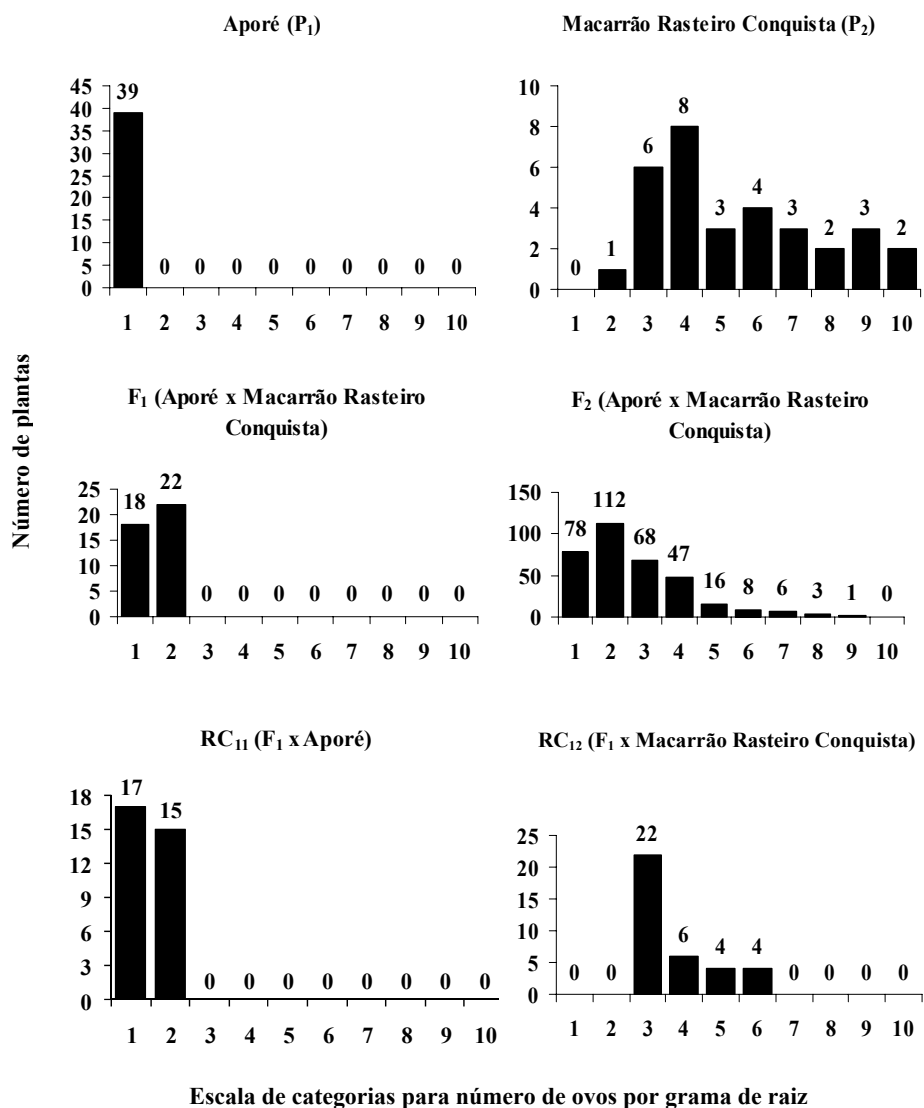 Aporé (P₁)
45
40
35
30
25
20
15
10
5
0
39 0 0 0 0 0 0 0 0 0
1 2 3 4 5 6 7 8 9 10
Macarrão Rasteiro Conquista (P₂)
10
8
6
4
2
0
0 1 6 8 3 4 3 2 3 2
1 2 3 4 5 6 7 8 9 10
Número de plantas
F₁ (Aporé x Macarrão Rasteiro
Conquista)
25
20
15
10
5
0
18 22 0 0 0 0 0 0 0 0
1 2 3 4 5 6 7 8 9 10
F₂ (Aporé x Macarrão Rasteiro
Conquista)
150
100
50
0
78 112 68 47 16 8 6 3 1 0
1 2 3 4 5 6 7 8 9 10
RC₁₁ (F₁ x Aporé)
18
15
12
9
6
3
0
17 15 0 0 0 0 0 0 0 0
1 2 3 4 5 6 7 8 9 10
RC₁₂ (F₁ x Macarrão Rasteiro Conquista)
25
20
15
10
5
0
0 0 22 6 4 4 0 0 0 0
1 2 3 4 5 6 7 8 9 10
Escala de categorias para número de ovos por grama de raiz